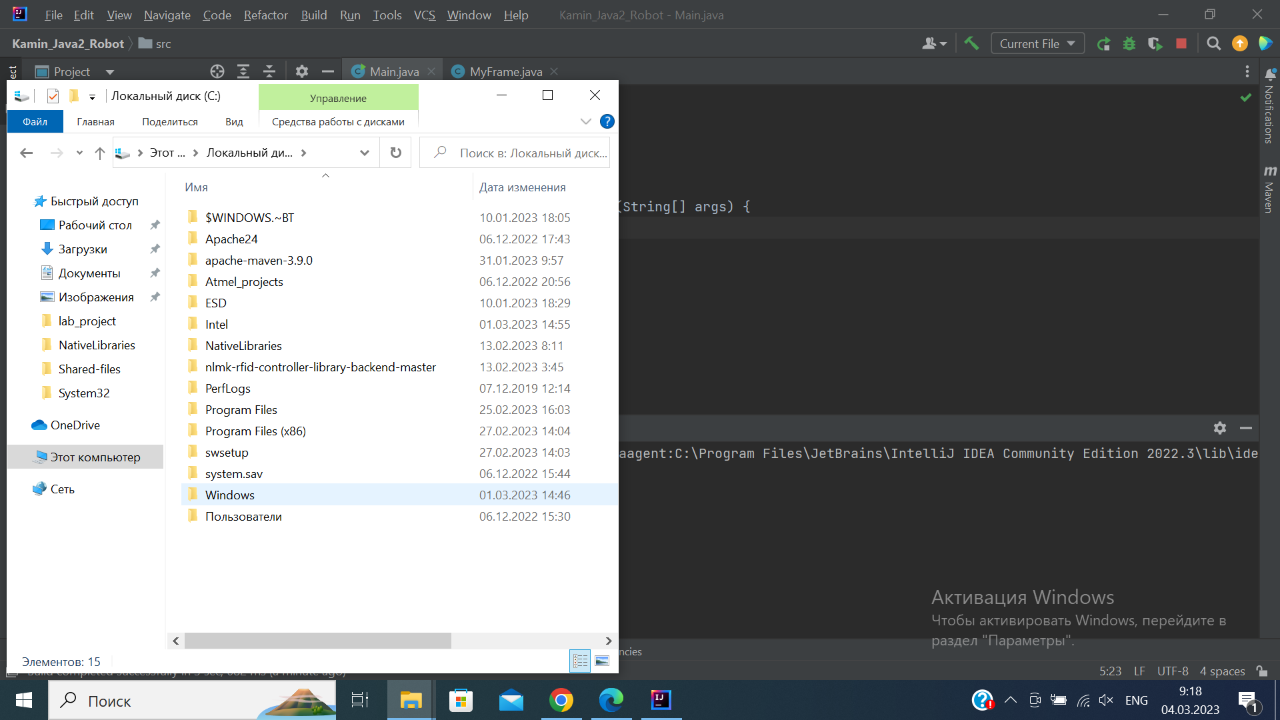 File Edit View Navigate Code Refactor Build Run Tools VCS Window Help Kamin_Java2_Robot - Main.java
Kamin_Java2_Robot src Current File
Project Main.java MyFrame.java
Локальный диск (C:) Управление
Файл Главная Поделиться Вид Средства работы с дисками
Этот ... Локальный ди... Поиск в: Локальный диск...
Имя Дата изменения
Быстрый доступ
Рабочий стол
Загрузки
Документы
Изображения
lab_project
NativeLibraries
Shared-files
System32
OneDrive
Этот компьютер
Сеть
$WINDOWS.~BT 10.01.2023 18:05
Apache24 06.12.2022 17:43
apache-maven-3.9.0 31.01.2023 9:57
Atmel_projects 06.12.2022 20:56
ESD 10.01.2023 18:29
Intel 01.03.2023 14:55
NativeLibraries 13.02.2023 8:11
nlmk-rfid-controller-library-backend-master 13.02.2023 3:45
PerfLogs 07.12.2019 12:14
Program Files 25.02.2023 16:03
Program Files (x86) 27.02.2023 14:04
swsetup 27.02.2023 14:03
system.sav 06.12.2022 15:44
Windows 01.03.2023 14:46
Пользователи 06.12.2022 15:30
Элементов: 15
(String[] args) {
aagent:C:\Program Files\JetBrains\IntelliJ IDEA Community Edition 2022.3\lib\ide
Notifications
Maven
Активация Windows
Чтобы активировать Windows, перейдите в
раздел "Параметры".
ncies
5:23 LF UTF-8 4 spaces
Поиск
ENG
9:18
04.03.2023
1